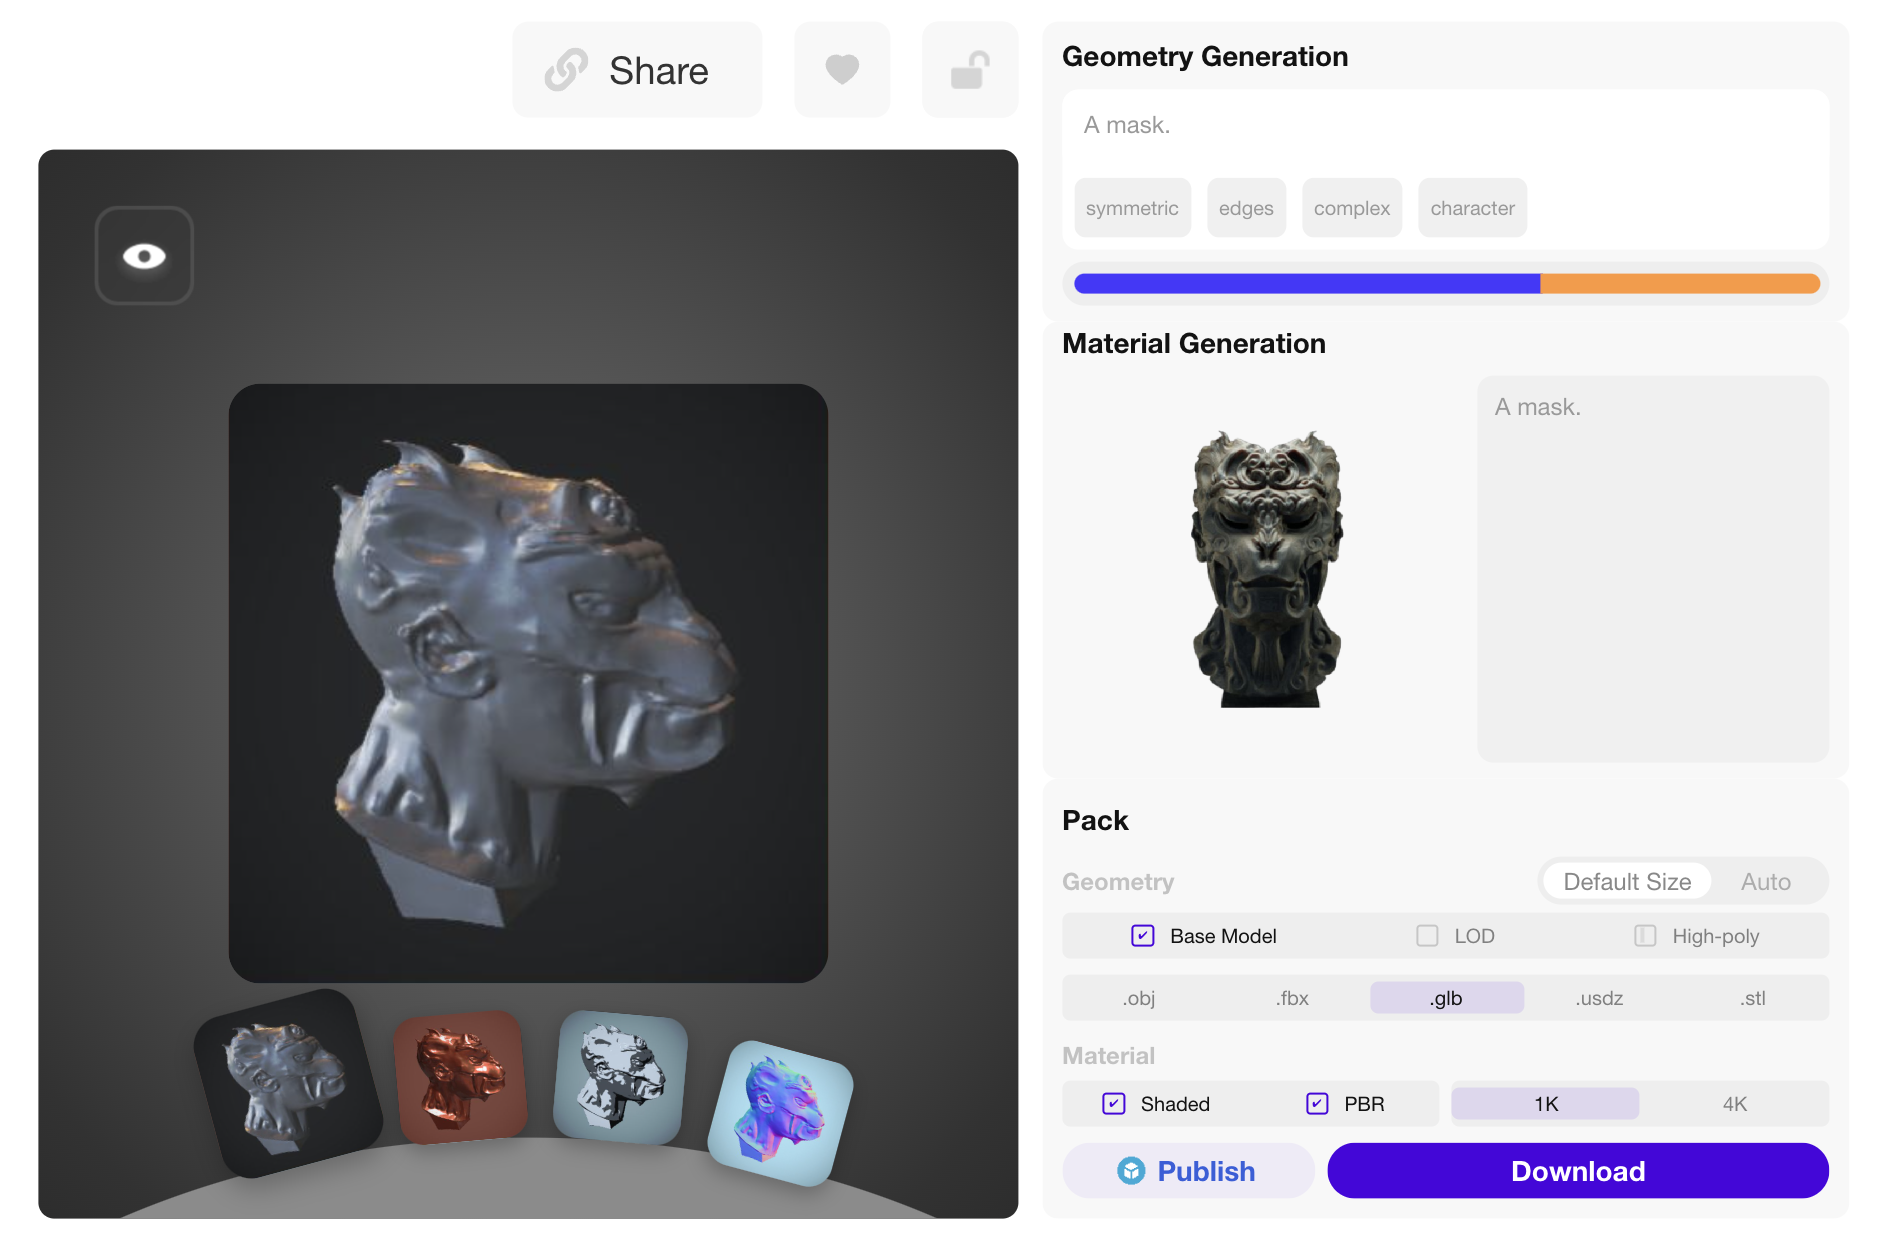 Share
Geometry Generation
A mask.
symmetric edges complex character
Material Generation
A mask.
Pack
Geometry Default Size Auto
Base Model LOD High-poly
.obj .fbx .glb .usdz .stl
Material
Shaded PBR 1K 4K
Publish Download